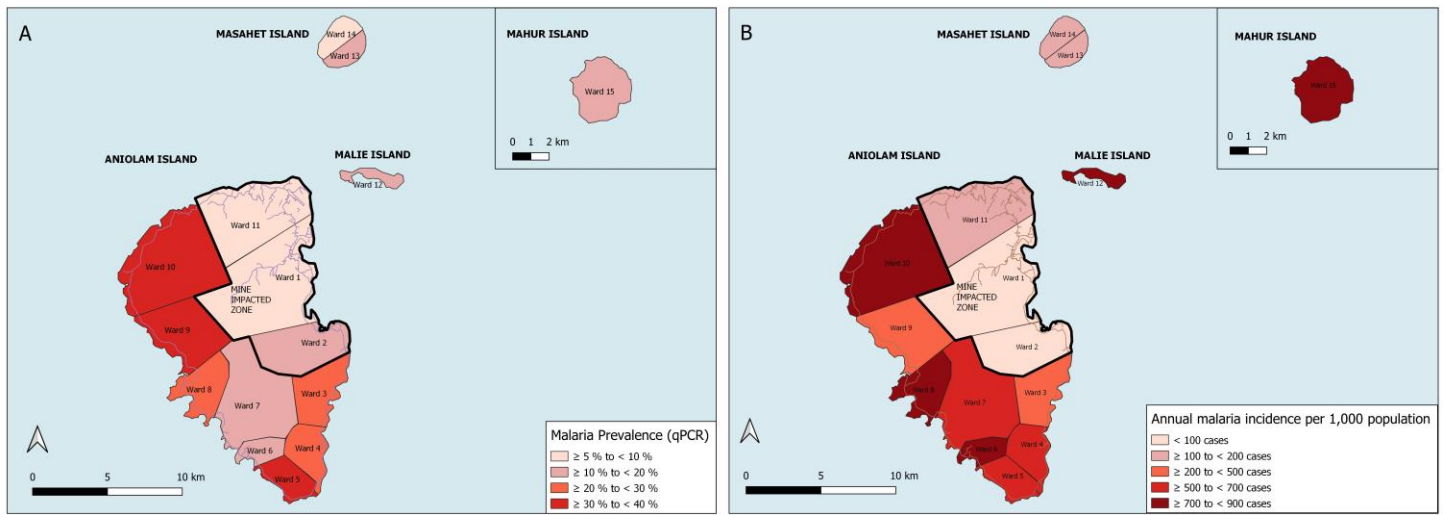 A
MASAHET ISLAND
Ward 14
Ward 13
MAHUR ISLAND
Ward 15
0 1 2 km
ANIOLAM ISLAND
MALIE ISLAND
Ward 12
Ward 11
Ward 10
Ward 1
MINE
IMPACTED
ZONE
Ward 9
Ward 2
Ward 8
Ward 3
Ward 7
Ward 4
Ward 6
Ward 5
0 5 10 km
Malaria Prevalence (qPCR)
≥ 5 % to < 10 %
≥ 10 % to < 20 %
≥ 20 % to < 30 %
≥ 30 % to < 40 %
B
MASAHET ISLAND
Ward 14
Ward 13
MAHUR ISLAND
Ward 15
0 1 2 km
ANIOLAM ISLAND
MALIE ISLAND
Ward 12
Ward 11
Ward 10
Ward 1
MINE
IMPACTED
ZONE
Ward 9
Ward 2
Ward 8
Ward 3
Ward 7
Ward 4
Ward 6
Ward 5
0 5 10 km
Annual malaria incidence per 1,000 population
< 100 cases
≥ 100 to < 200 cases
≥ 200 to < 500 cases
≥ 500 to < 700 cases
≥ 700 to < 900 cases